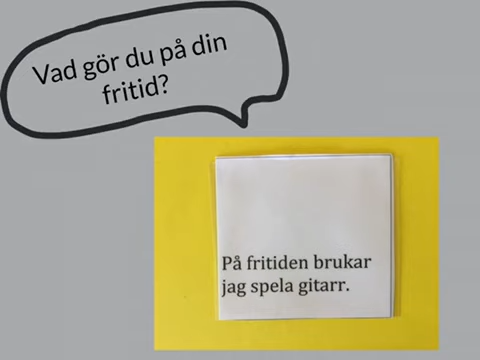 Vad gör du på din
fritid?
På fritiden brukar
jag spela gitarr.